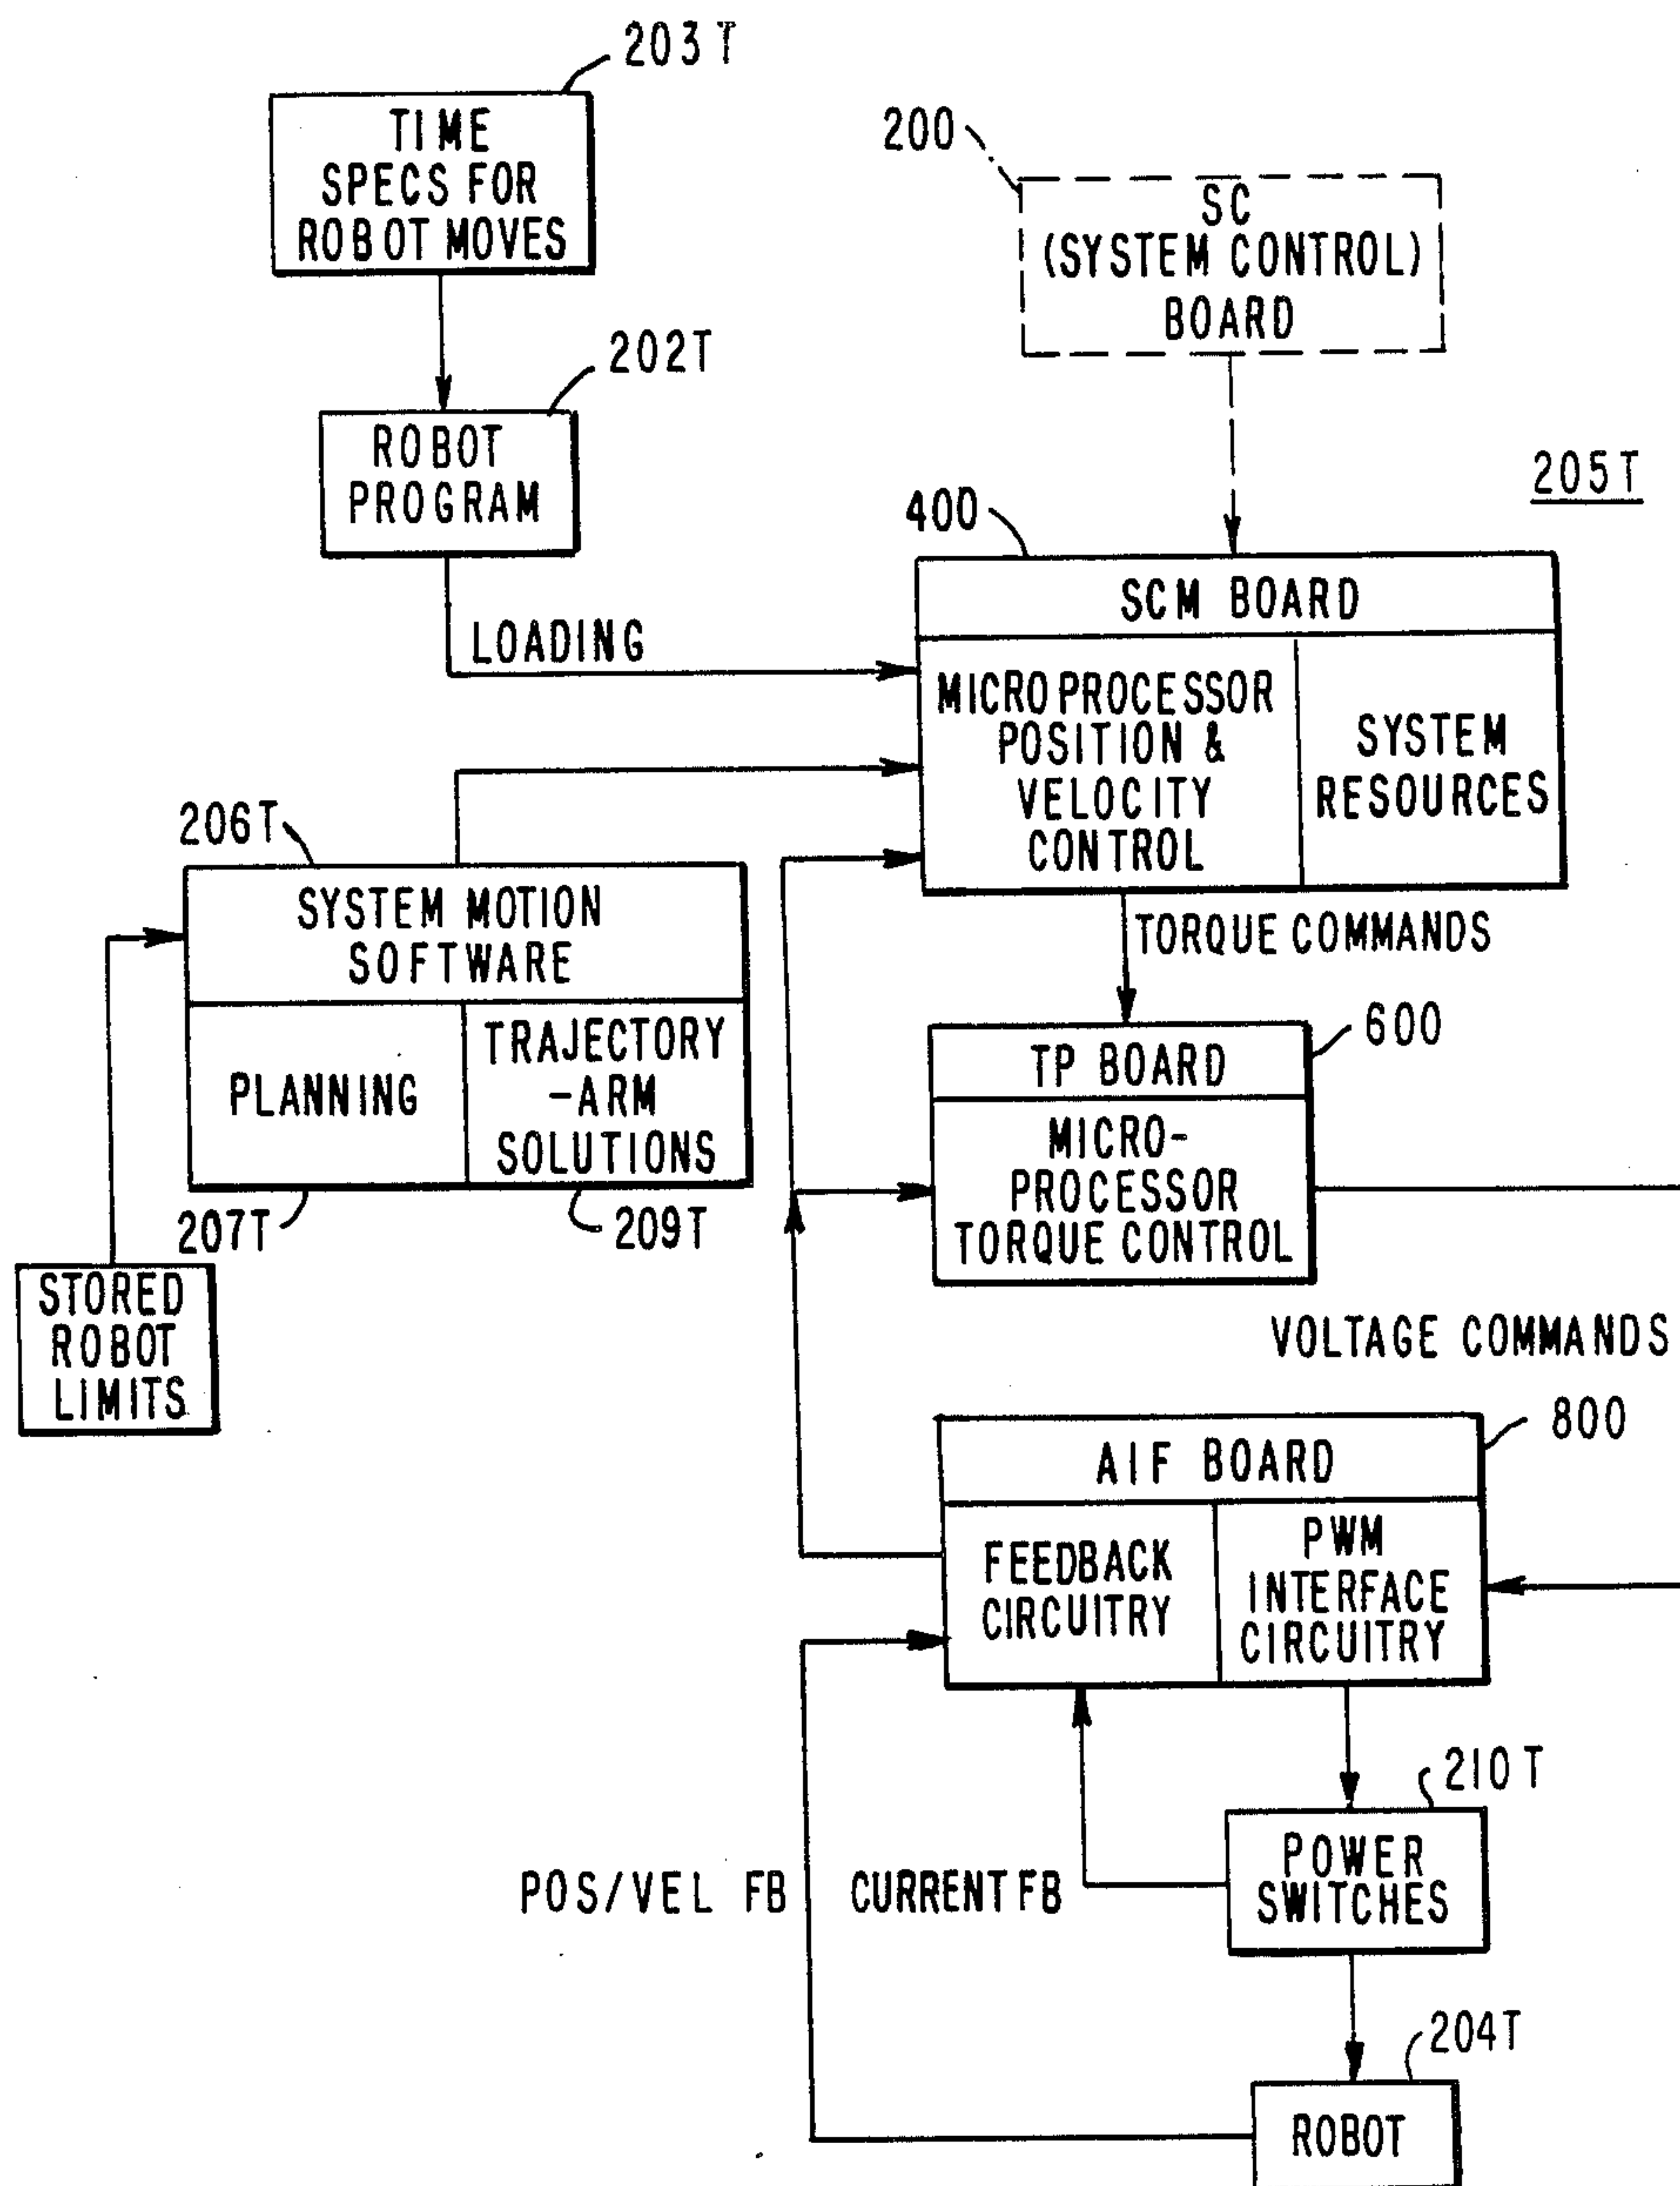 203T
TIME
SPECS FOR
ROBOT MOVES
200
SC
(SYSTEM CONTROL)
BOARD
202T
ROBOT
PROGRAM
205T
400
SCM BOARD
LOADING
MICROPROCESSOR
POSITION &
VELOCITY
CONTROL
SYSTEM
RESOURCES
206T
SYSTEM MOTION
SOFTWARE
TORQUE COMMANDS
PLANNING
TRAJECTORY
-ARM
SOLUTIONS
600
TP BOARD
MICRO-
PROCESSOR
TORQUE CONTROL
207T
209T
STORED
ROBOT
LIMITS
VOLTAGE COMMANDS
800
AIF BOARD
FEEDBACK
CIRCUITRY
PWM
INTERFACE
CIRCUITRY
210T
POWER
SWITCHES
POS/VEL FB
CURRENT FB
204T
ROBOT